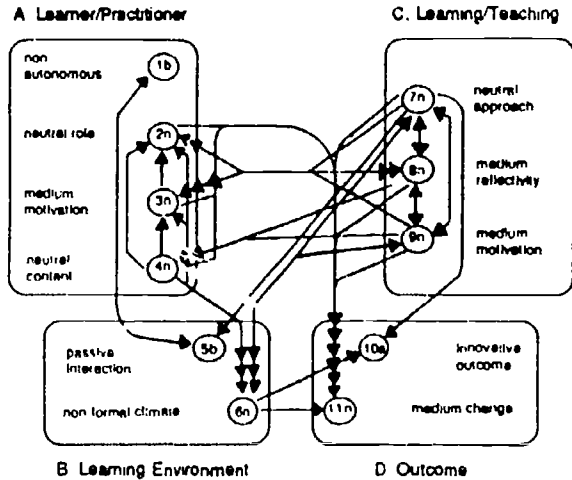 A Learner/Practitioner
C. Learning/Teaching
non
autonomous
1b
7n
neutral
approach
neutral role
2n
8n
medium
reflectivity
medium
motivation
3n
9n
medium
motivation
neutral
content
4n
passive
interaction
5b
10a
innovative
outcome
non formal climate
6n
11n
medium change
B Learning Environment
D Outcome